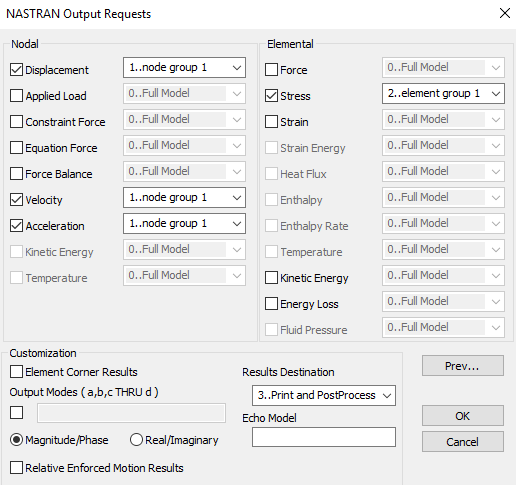 NASTRAN Output Requests
Nodal
Displacement 1..node group 1
Applied Load 0..Full Model
Constraint Force 0..Full Model
Equation Force 0..Full Model
Force Balance 0..Full Model
Velocity 1..node group 1
Acceleration 1..node group 1
Kinetic Energy 0..Full Model
Temperature 0..Full Model
Elemental
Force 0..Full Model
Stress 2..element group 1
Strain 0..Full Model
Strain Energy 0..Full Model
Heat Flux 0..Full Model
Enthalpy 0..Full Model
Enthalpy Rate 0..Full Model
Temperature 0..Full Model
Kinetic Energy 0..Full Model
Energy Loss 0..Full Model
Fluid Pressure 0..Full Model
Customization
Element Corner Results
Output Modes ( a,b,c THRU d )
Magnitude/Phase Real/Imaginary
Relative Enforced Motion Results
Results Destination
3..Print and PostProcess
Echo Model
Prev...
OK
Cancel